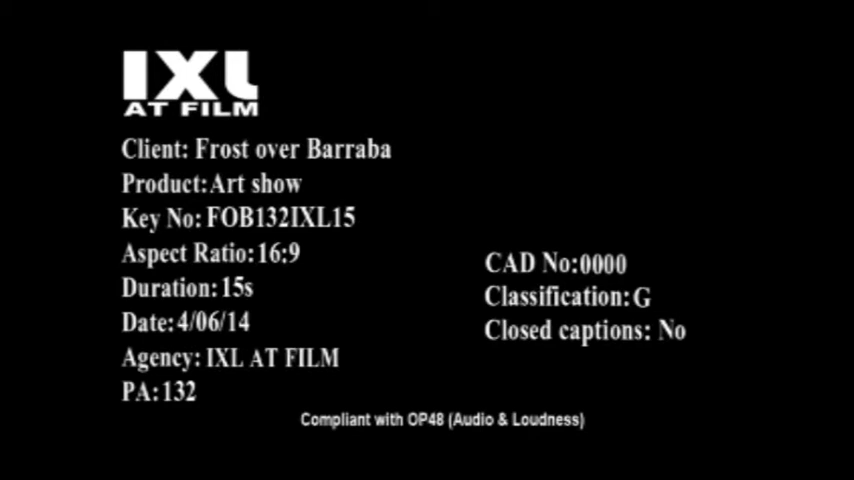 IXL
AT FILM
Client: Frost over Barraba
Product:Art show
Key No: FOB132IXL15
Aspect Ratio:16:9
Duration:15s
Date:4/06/14
Agency: IXL AT FILM
PA:132
CAD No:0000
Classification:G
Closed captions: No
Compliant with OP48 (Audio & Loudness)